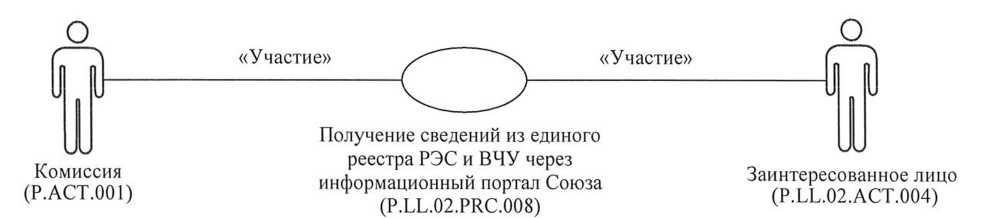 «Участие»
«Участие»
Получение сведений из единого
реестра РЭС и ВЧУ через
информационный портал Союза
(P.LL.02.PRC.008)
Комиссия
(P.ACT.001)
Заинтересованное лицо
(P.LL.02.ACT.004)